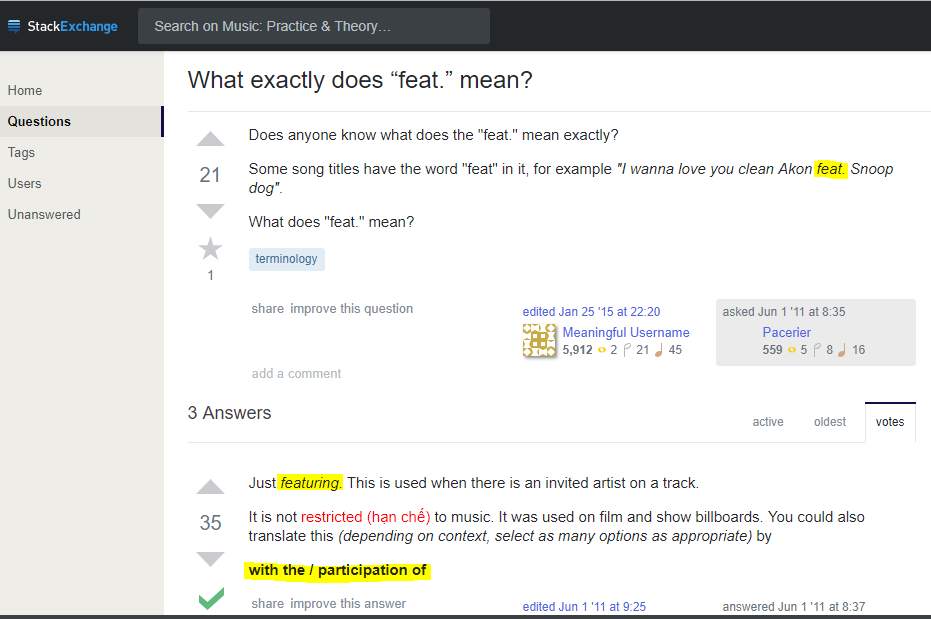 StackExchange
Search on Music: Practice & Theory…
Home
Questions
Tags
Users
Unanswered
What exactly does “feat.” mean?
21
1
Does anyone know what does the "feat." mean exactly?
Some song titles have the word "feat" in it, for example "I wanna love you clean Akon feat. Snoop
dog".
What does "feat." mean?
terminology
share improve this question
edited Jan 25 '15 at 22:20
Meaningful Username
5,912 2 21 45
asked Jun 1 '11 at 8:35
Pacerier
559 5 8 16
add a comment
3 Answers
active oldest votes
35
Just featuring. This is used when there is an invited artist on a track.
It is not restricted (hạn chế) to music. It was used on film and show billboards. You could also
translate this (depending on context, select as many options as appropriate) by
with the / participation of
share improve this answer
edited Jun 1 '11 at 9:25
answered Jun 1 '11 at 8:37